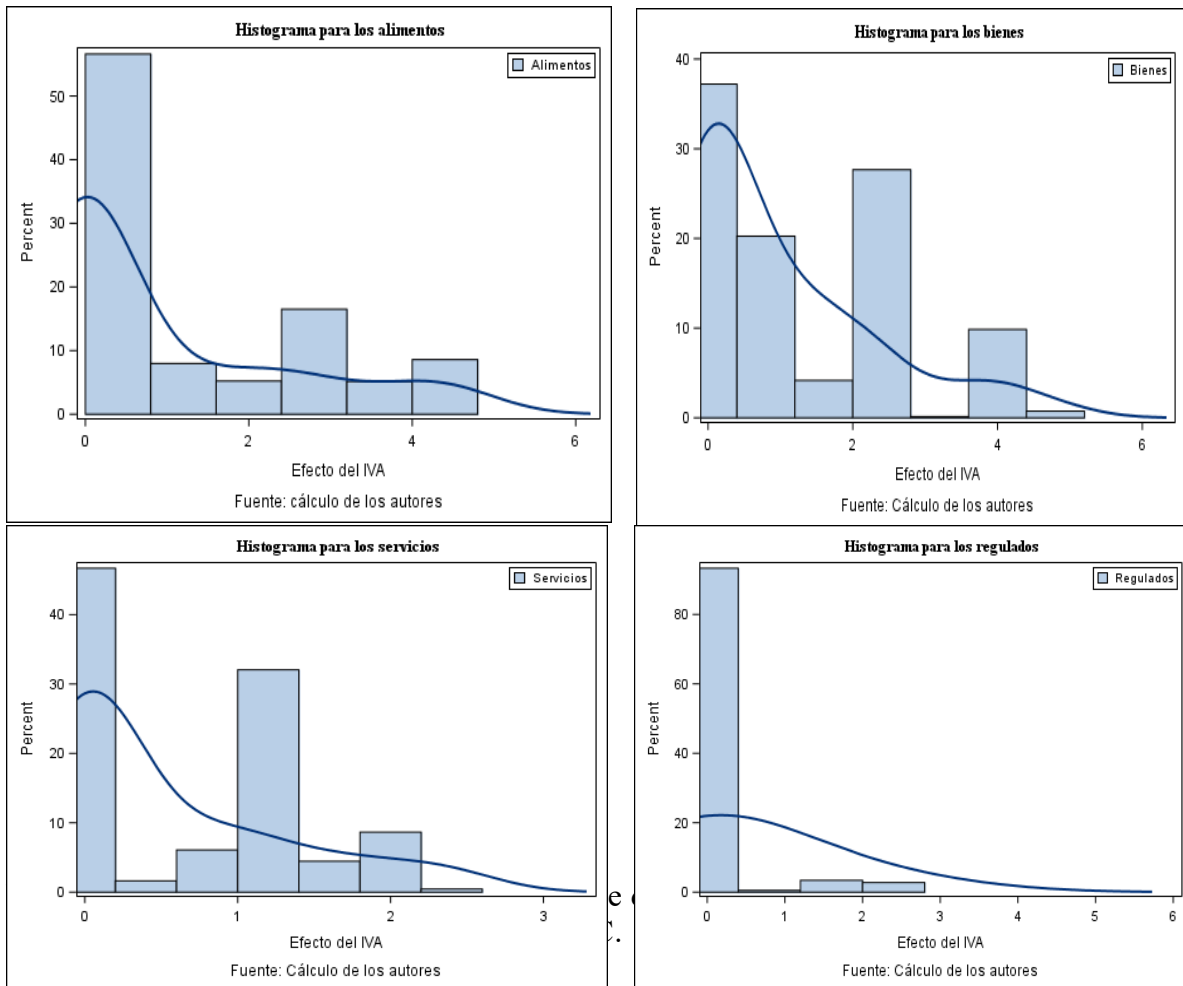 Histograma para los alimentos
Alimentos
Percent
50
40
30
20
10
0
0 2 4 6
Efecto del IVA
Fuente: cálculo de los autores
Histograma para los bienes
Bienes
Percent
40
30
20
10
0
0 2 4 6
Efecto del IVA
Fuente: Cálculo de los autores
Histograma para los servicios
Servicios
Percent
40
30
20
10
0
0 1 2 3
Efecto del IVA
Fuente: Cálculo de los autores
Histograma para los regulados
Regulados
Percent
80
60
40
20
0
0 1 2 3 4 5 6
Efecto del IVA
Fuente: Cálculo de los autores